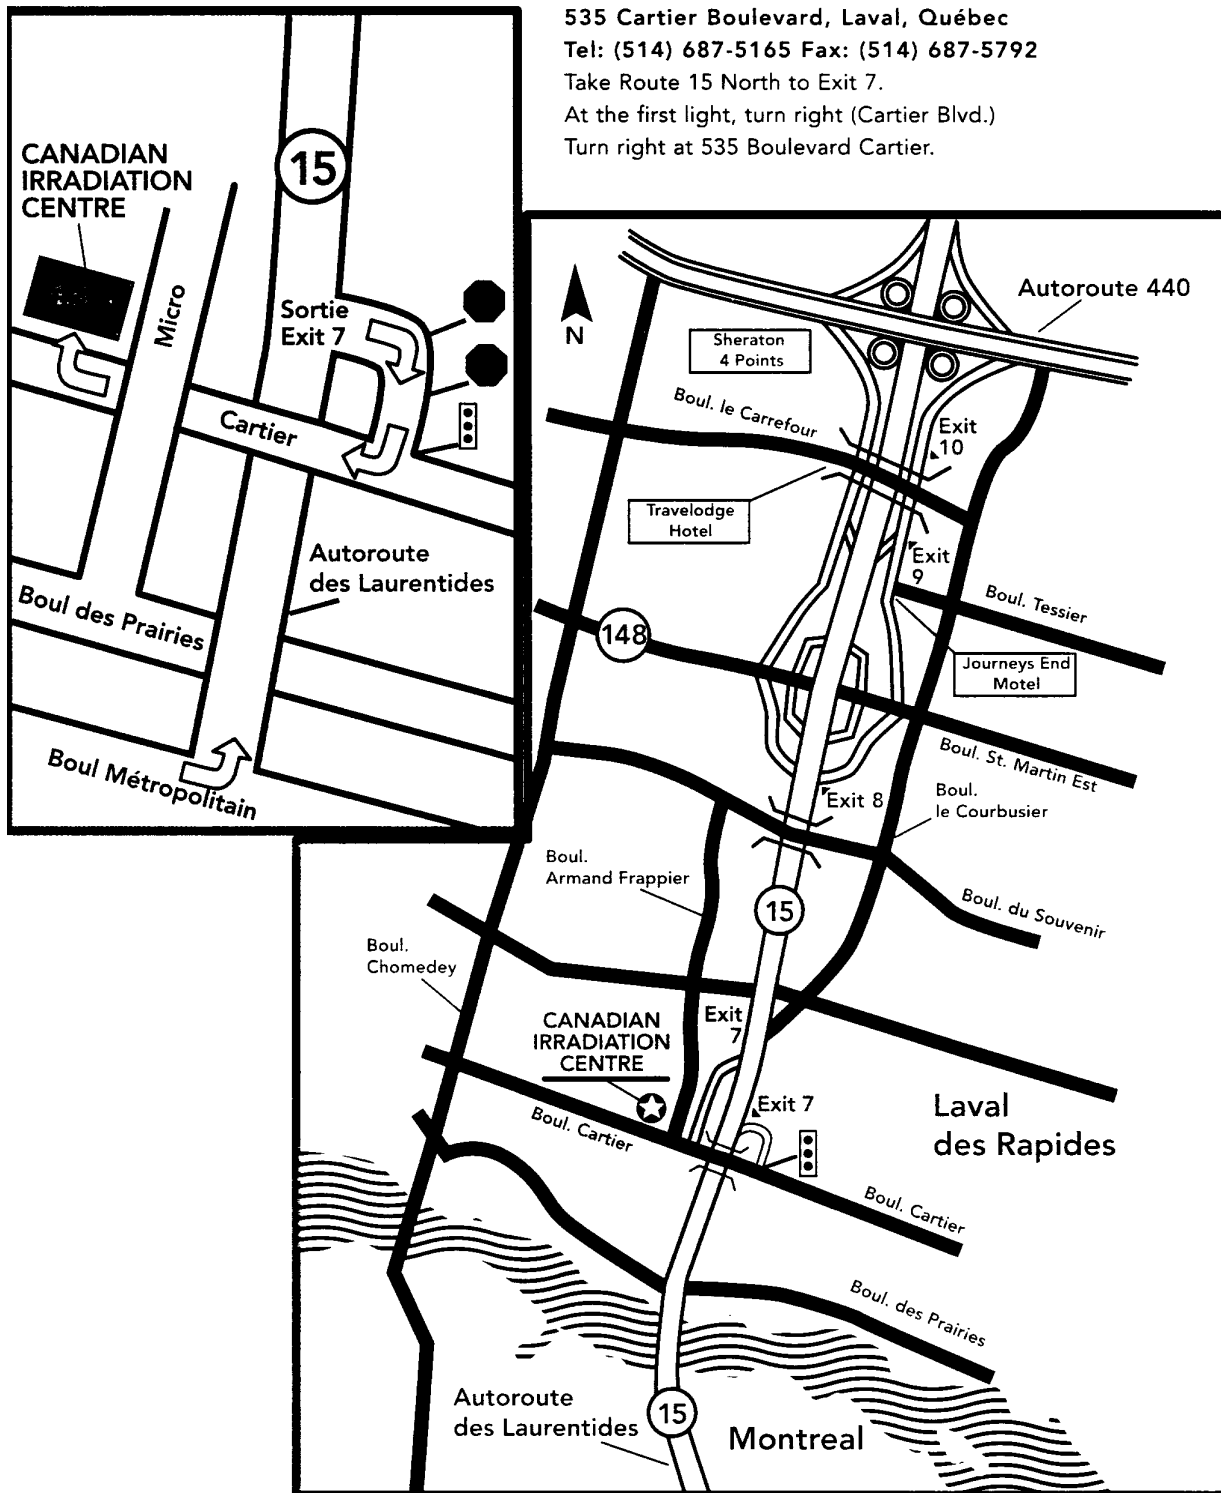 535 Cartier Boulevard, Laval, Québec
Tel: (514) 687-5165 Fax: (514) 687-5792
Take Route 15 North to Exit 7.
At the first light, turn right (Cartier Blvd.)
Turn right at 535 Boulevard Cartier.
CANADIAN
IRRADIATION
CENTRE
15
Micro
Sortie
Exit 7
Cartier
Autoroute
des Laurentides
Boul des Prairies
Boul Métropolitain
N
Autoroute 440
Sheraton
4 Points
Boul. le Carrefour
Exit
10
Travelodge
Hotel
Exit
9
Boul. Tessier
148
Journeys End
Motel
Boul. St. Martin Est
Exit 8
Boul.
le Courbusier
Boul.
Armand Frappier
15
Boul. du Souvenir
Boul.
Chomedey
Exit
7
CANADIAN
IRRADIATION
CENTRE
Exit 7
Boul. Cartier
Laval
des Rapides
Boul. Cartier
Boul. des Prairies
Autoroute
des Laurentides
15
Montreal